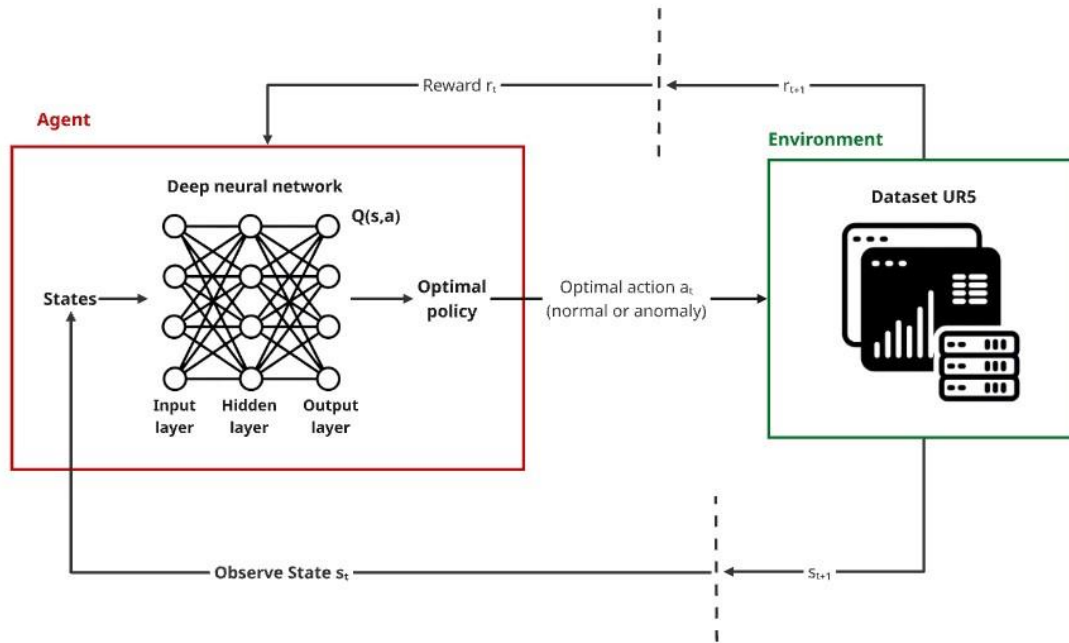 Reward rₜ
rₜ₊₁
Agent
Environment
Deep neural network
Q(s,a)
Dataset UR5
States
Optimal
policy
Optimal action aₜ
(normal or anomaly)
Input
layer
Hidden
layer
Output
layer
Observe State sₜ
sₜ₊₁